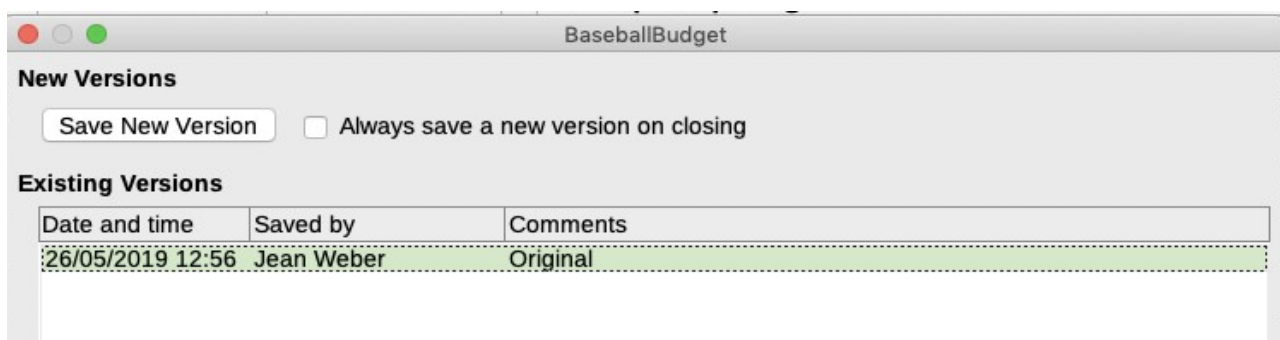 BaseballBudget
New Versions
Save New Version Always save a new version on closing
Existing Versions
Date and time Saved by Comments
26/05/2019 12:56 Jean Weber Original